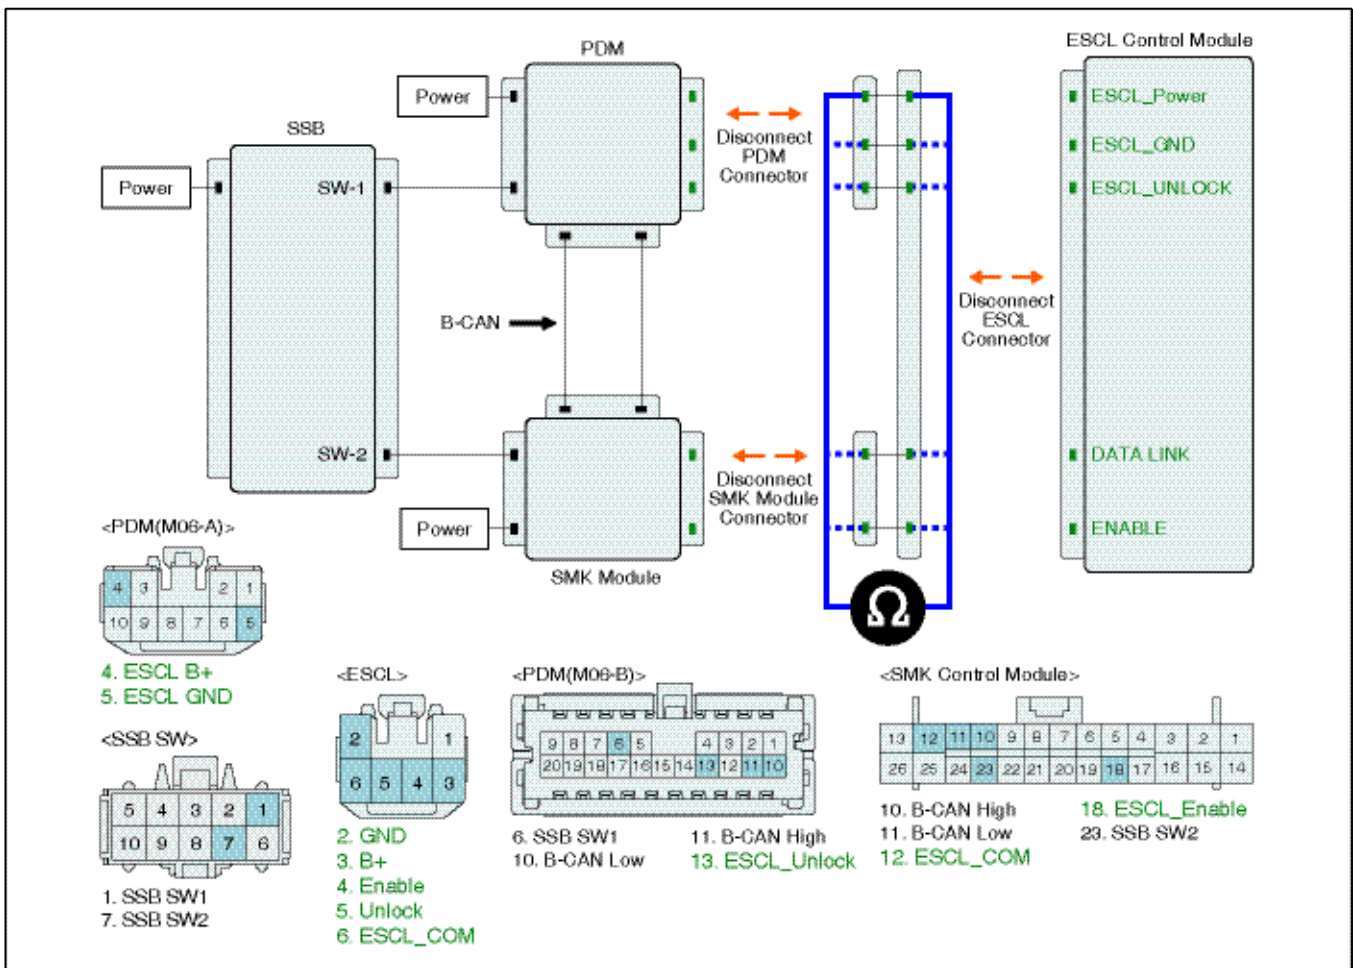 PDM
ESCL Control Module
Power
ESCL_Power
SSB
Disconnect
PDM
Connector
ESCL_GND
Power
SW-1
ESCL_UNLOCK
Disconnect
ESCL
Connector
B-CAN
SW-2
DATA LINK
Disconnect
SMK Module
Connector
Power
ENABLE
SMK Module
Ω
<PDM(M06-A)>
4 3 2 1
10 9 8 7 6 5
4. ESCL B+
5. ESCL GND
<SSB SW>
5 4 3 2 1
10 9 8 7 6
1. SSB SW1
7. SSB SW2
<ESCL>
2 1
6 5 4 3
2. GND
3. B+
4. Enable
5. Unlock
6. ESCL_COM
<PDM(M06-B)>
9 8 7 6 5 4 3 2 1
20 19 18 17 16 15 14 13 12 11 10
6. SSB SW1
10. B-CAN Low
11. B-CAN High
13. ESCL_Unlock
<SMK Control Module>
13 12 11 10 9 8 7 6 5 4 3 2 1
26 25 24 23 22 21 20 19 18 17 16 15 14
10. B-CAN High
11. B-CAN Low
12. ESCL_COM
18. ESCL_Enable
23. SSB SW2